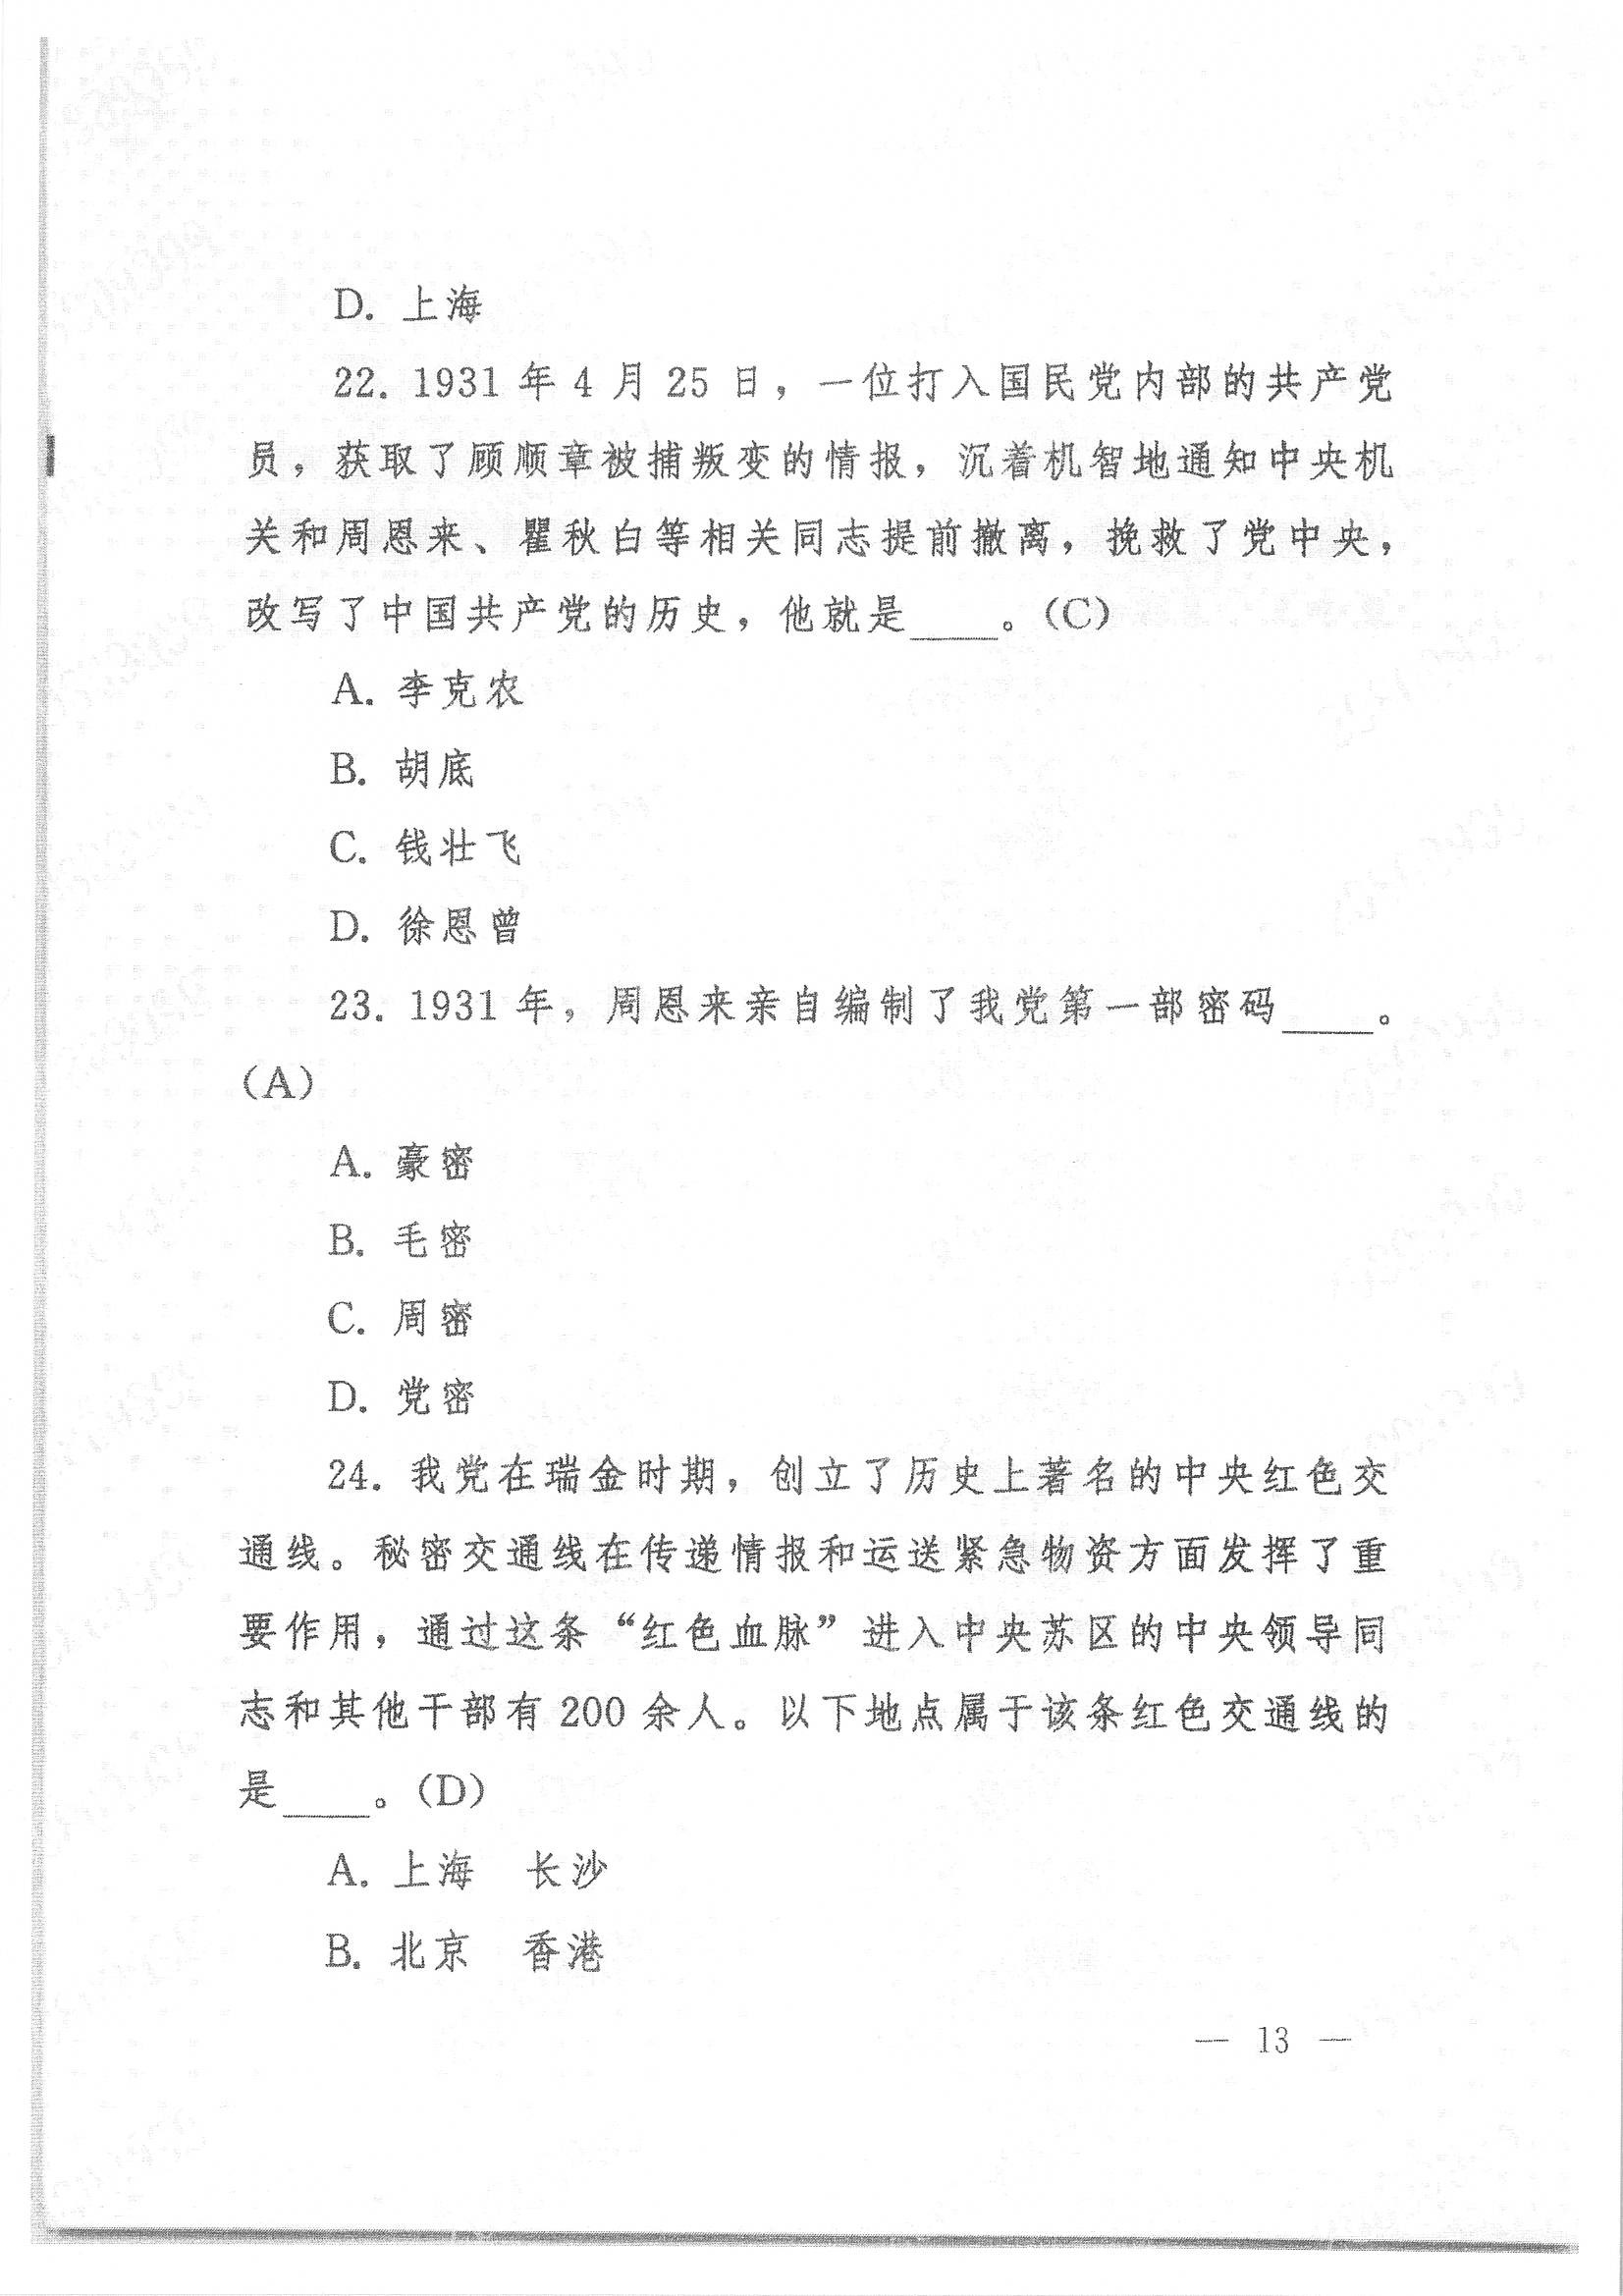 D. 上海
22. 1931 年 4 月 25 日，一位打入国民党内部的共产党
员，获取了顾顺章被捕叛变的情报，沉着机智地通知中央机
关和周恩来、瞿秋白等相关同志提前撤离，挽救了党中央，
改写了中国共产党的历史，他就是____。（C）
A. 李克农
B. 胡底
C. 钱壮飞
D. 徐恩曾
23. 1931 年，周恩来亲自编制了我党第一部密码____。
（A）
A. 豪密
B. 毛密
C. 周密
D. 党密
24. 我党在瑞金时期，创立了历史上著名的中央红色交
通线。秘密交通线在传递情报和运送紧急物资方面发挥了重
要作用，通过这条“红色血脉”进入中央苏区的中央领导同
志和其他干部有 200 余人。以下地点属于该条红色交通线的
是____。（D）
A. 上海　长沙
B. 北京　香港
— 13 —